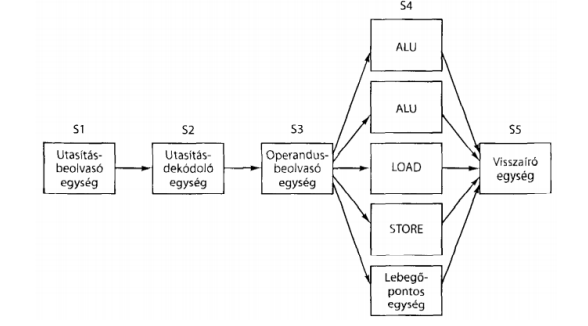 S4
ALU
ALU
S1
S2
S3
S5
Utasítás-
beolvasó
egység
Utasítás-
dekódoló
egység
Operandus-
beolvasó
egység
LOAD
Visszaíró
egység
STORE
Lebegő-
pontos
egység